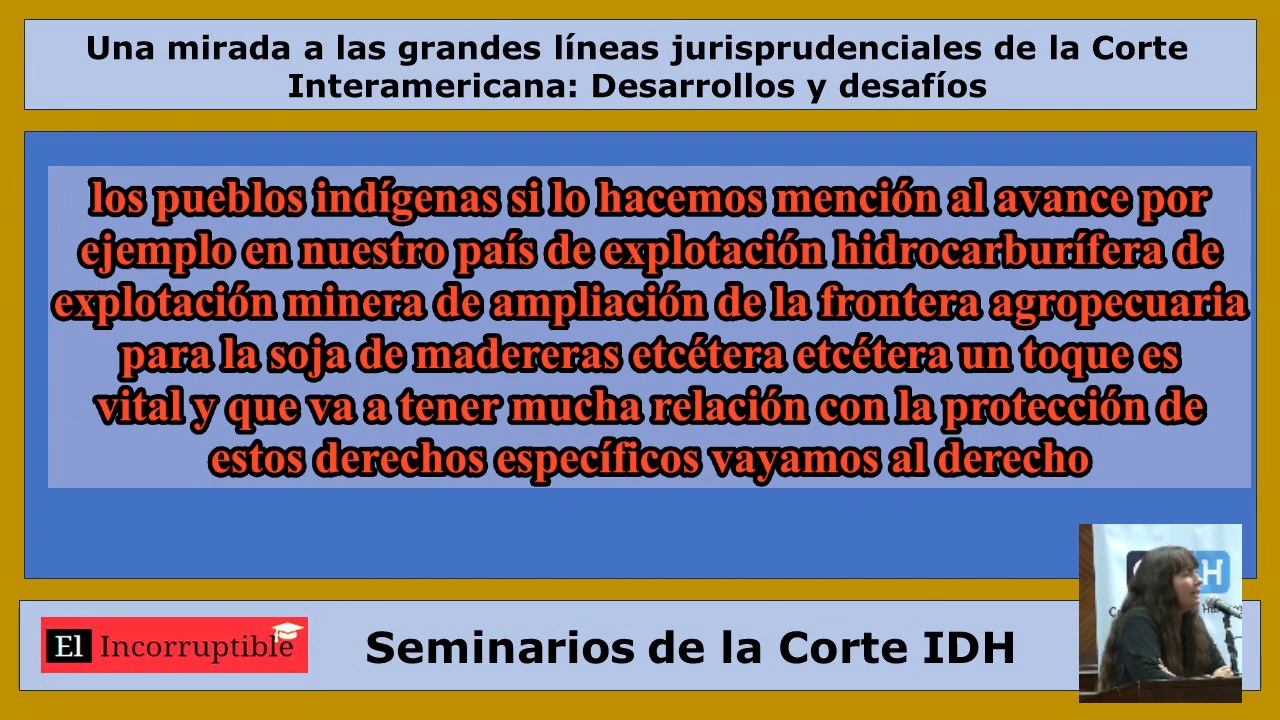 Una mirada a las grandes líneas jurisprudenciales de la Corte
Interamericana: Desarrollos y desafíos
los pueblos indígenas si lo hacemos mención al avance por
ejemplo en nuestro país de explotación hidrocarburífera de
explotación minera de ampliación de la frontera agropecuaria
para la soja de madereras etcétera etcétera un toque es
vital y que va a tener mucha relación con la protección de
estos derechos específicos vayamos al derecho
El Incorruptible
Seminarios de la Corte IDH